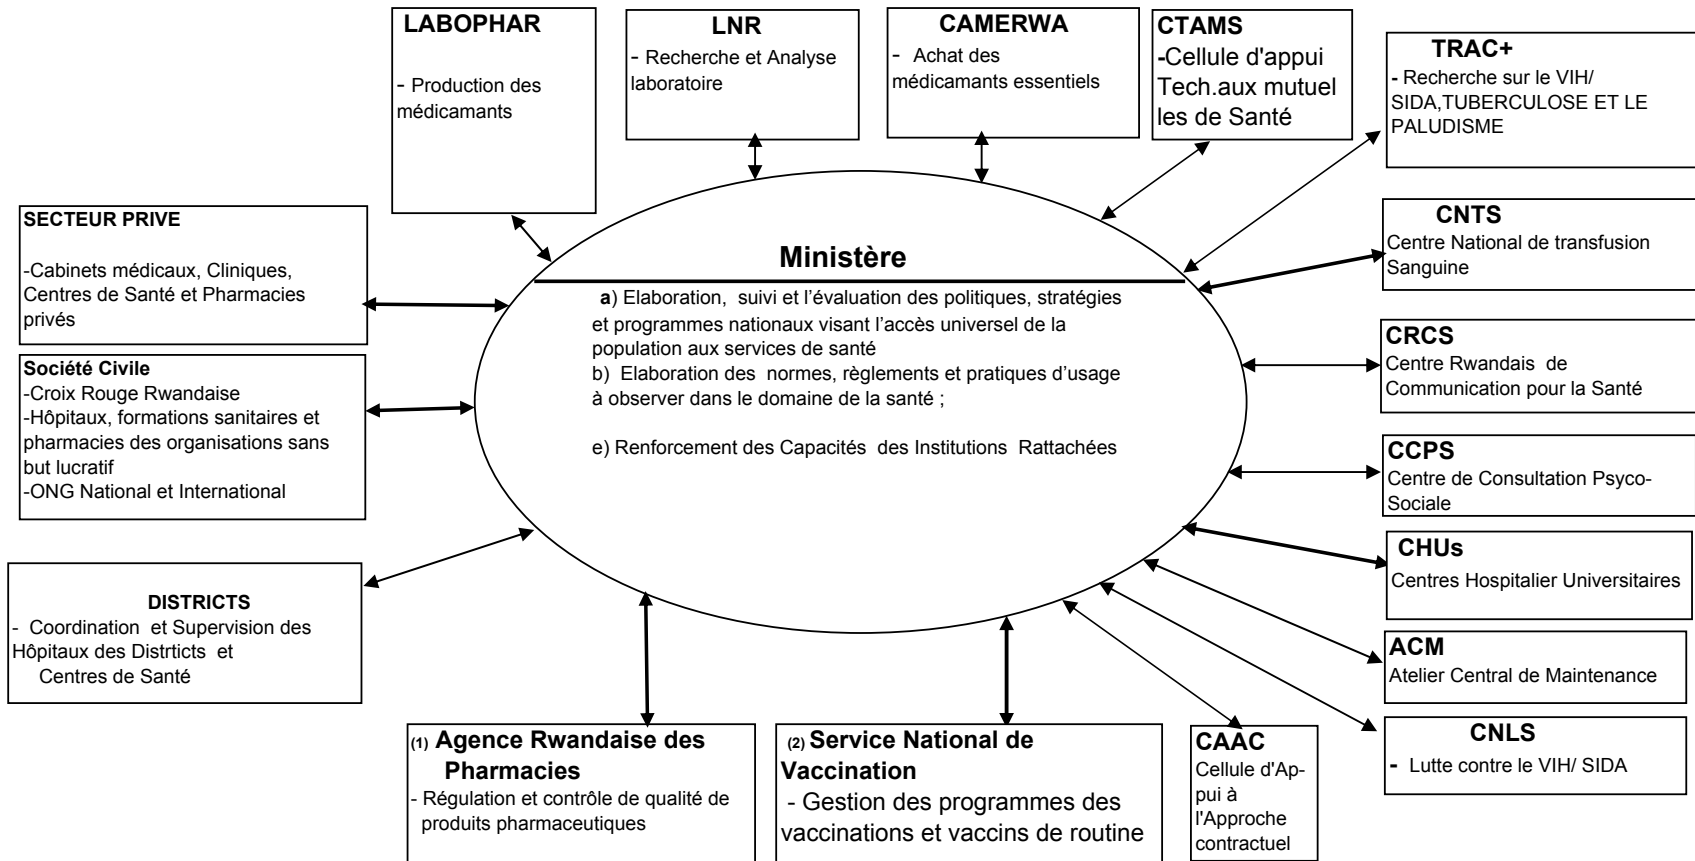 LABOPHAR
- Production des
médicamants
LNR
- Recherche et Analyse
laboratoire
CAMERWA
- Achat des
médicamants essentiels
CTAMS
-Cellule d'appui
Tech.aux mutuel
les de Santé
TRAC+
- Recherche sur le VIH/
SIDA,TUBERCULOSE ET LE
PALUDISME
SECTEUR PRIVE
-Cabinets médicaux, Cliniques,
Centres de Santé et Pharmacies
privés
CNTS
Centre National de transfusion
Sanguine
Ministère
a) Elaboration, suivi et l'évaluation des politiques, stratégies
et programmes nationaux visant l'accès universel de la
population aux services de santé
b) Elaboration des normes, règlements et pratiques d'usage
à observer dans le domaine de la santé ;
e) Renforcement des Capacités des Institutions Rattachées
Société Civile
-Croix Rouge Rwandaise
-Hôpitaux, formations sanitaires et
pharmacies des organisations sans
but lucratif
-ONG National et International
CRCS
Centre Rwandais de
Communication pour la Santé
CCPS
Centre de Consultation Psyco-
Sociale
CHUs
Centres Hospitalier Universitaires
DISTRICTS
- Coordination et Supervision des
Hôpitaux des Distrticts et
Centres de Santé
ACM
Atelier Central de Maintenance
(1) Agence Rwandaise des
Pharmacies
- Régulation et contrôle de qualité de
produits pharmaceutiques
(2) Service National de
Vaccination
- Gestion des programmes des
vaccinations et vaccins de routine
CAAC
Cellule d'Ap-
pui à
l'Approche
contractuel
CNLS
- Lutte contre le VIH/ SIDA